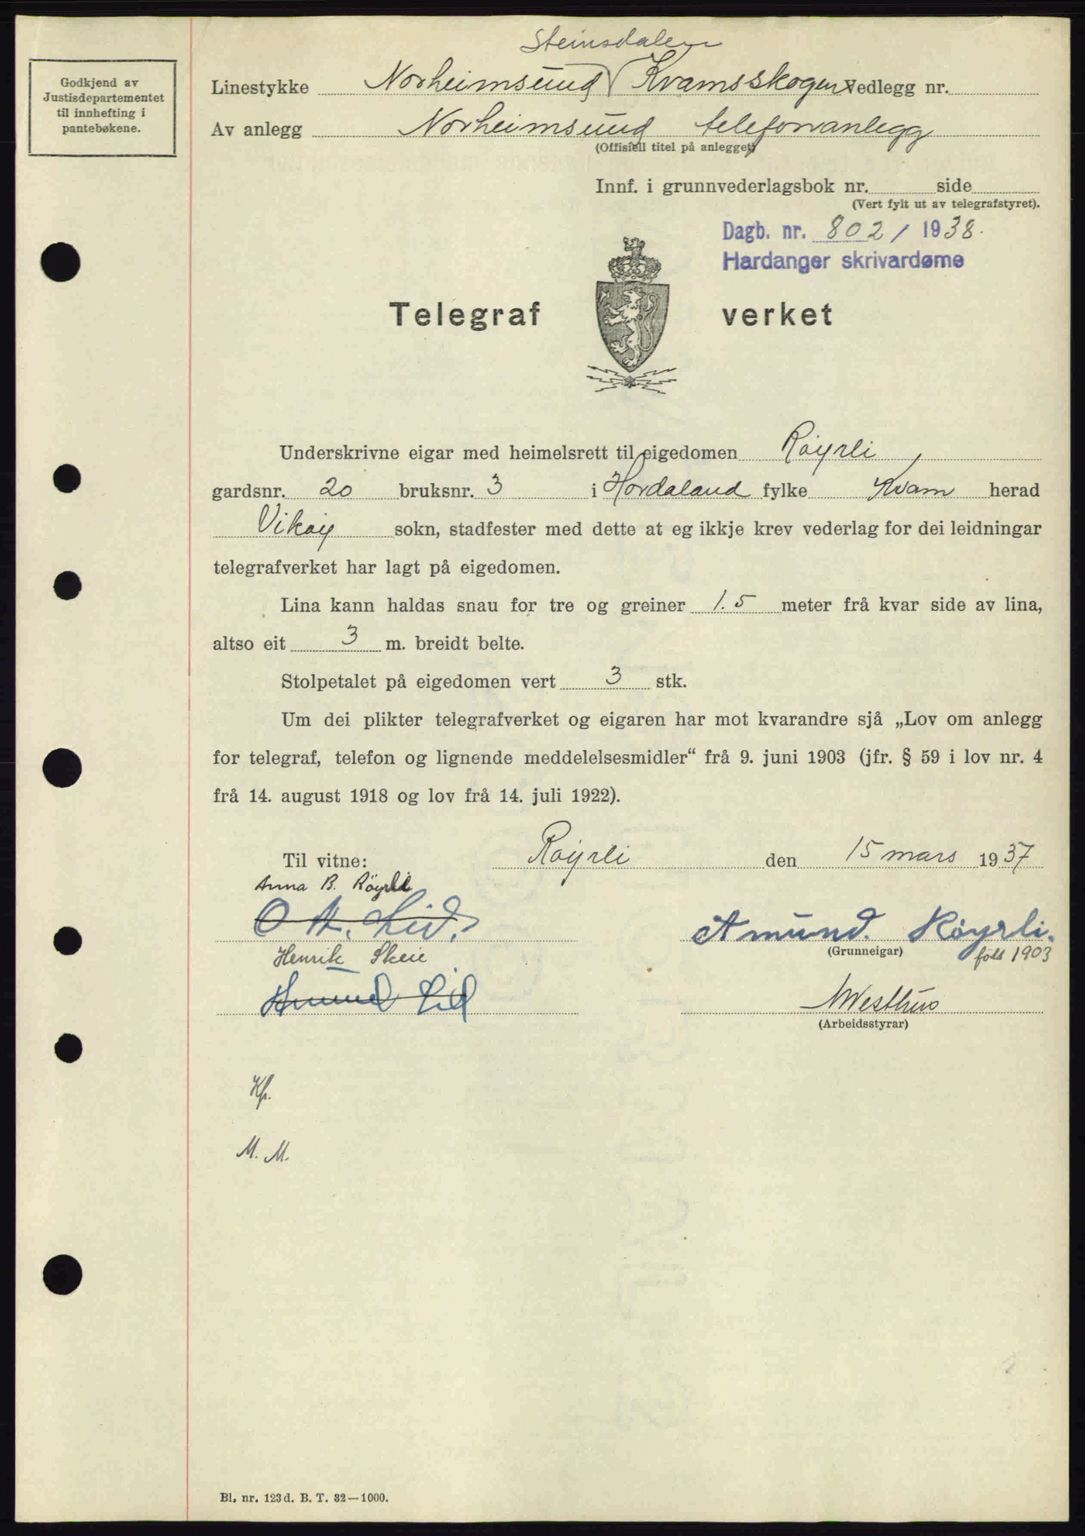 Godkjend av
Justisdepartementet
til innhefting i
pantebøkene.
Steinsdalen
Linestykke Norheimsund Kvamsskogen Vedlegg nr.
Av anlegg Norheimsund telefonanlegg
(Offisiell titel på anlegget)
Innf. i grunnvederlagsbok nr. side
(Vert fylt ut av telegrafstyret).
Dagb. nr. 802 / 1938.
Hardanger skrivardøme
Telegraf verket
Underskrivne eigar med heimelsrett til eigedomen Røyrli ,
gardsnr. 20 bruksnr. 3 i Hordaland fylke Kvam herad
Vikøy sokn, stadfester med dette at eg ikkje krev vederlag for dei leidningar
telegrafverket har lagt på eigedomen.
Lina kann haldas snau for tre og greiner 1.5 meter frå kvar side av lina,
altso eit 3 m. breidt belte.
Stolpetalet på eigedomen vert 3 stk.
Um dei plikter telegrafverket og eigaren har mot kvarandre sjå „Lov om anlegg
for telegraf, telefon og lignende meddelelsesmidler“ frå 9. juni 1903 (jfr. § 59 i lov nr. 4
frå 14. august 1918 og lov frå 14. juli 1922).
Røyrli den 15 mars 1937
Til vitne:
Anna B. Røyrli
Lid.
Amund Røyrli.
(Grunneigar) født 1903
Henrik Skeie
Lid
Westhus
(Arbeidsstyrar)
Kp.
M. M.
Bl. nr. 123d. B. T. 32—1000.